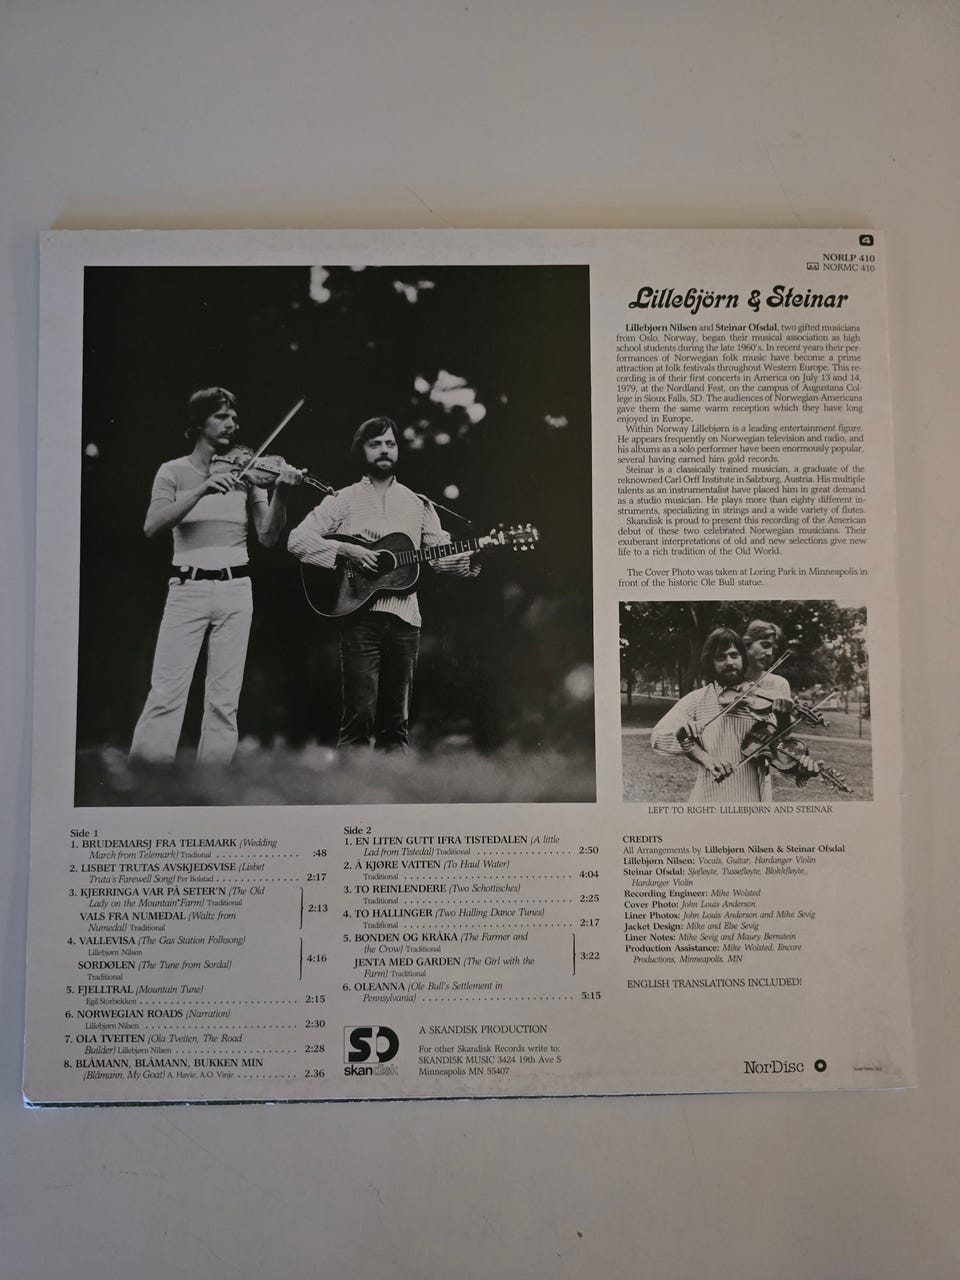 4
NORLP 410
NORMC 410
Lillebjörn & Steinar
Lillebjørn Nilsen and Steinar Ofsdal, two gifted musicians
from Oslo, Norway, began their musical association as high
school students during the late 1960's. In recent years their per-
formances of Norwegian folk music have become a prime
attraction at folk festivals throughout Western Europe. This re-
cording is of their first concerts in America on July 13 and 14,
1979, at the Nordland Fest, on the campus of Augustana Col-
lege in Sioux Falls, SD. The audiences of Norwegian-Americans
gave them the same warm reception which they have long
enjoyed in Europe.
Within Norway Lillebjørn is a leading entertainment figure.
He appears frequently on Norwegian television and radio, and
his albums as a solo performer have been enormously popular,
several having earned him gold records.
Steinar is a classically trained musician, a graduate of the
reknowned Carl Orff Institute in Salzburg, Austria. His multiple
talents as an instrumentalist have placed him in great demand
as a studio musician. He plays more than eighty different in-
struments, specializing in strings and a wide variety of flutes.
Skandisk is proud to present this recording of the American
debut of these two celebrated Norwegian musicians. Their
exuberant interpretations of old and new selections give new
life to a rich tradition of the Old World.
The Cover Photo was taken at Loring Park in Minneapolis in
front of the historic Ole Bull statue.
LEFT TO RIGHT: LILLEBJØRN AND STEINAR
Side 1
1. BRUDEMARSJ FRA TELEMARK (Wedding
March from Telemark) Tradional . . . . . . . . . . . . . . :48
2. LISBET TRUTAS AVSKJEDSVISE (Lisbet
Truta's Farewell Song) Per Bolstad . . . . . . . . . . . . . 2:17
3. KJERRINGA VAR PÅ SETER'N (The Old
Lady on the Mountain Farm) Traditional
VALS FRA NUMEDAL (Waltz from
Numedal) Traditional
2:13
4. VALLEVISA (The Gas Station Folksong)
Lillebjørn Nilsen
SORDØLEN (The Tune from Sordal)
Traditional
4:16
5. FJELLTRAL (Mountain Tune)
Egil Storbekken . . . . . . . . . . . . . . . . . . . . . . . . . 2:15
6. NORWEGIAN ROADS (Narration)
Lillebjørn Nilsen . . . . . . . . . . . . . . . . . . . . . . . . 2:30
7. OLA TVEITEN (Ola Tveiten, The Road
Builder) Lillebjørn Nilsen . . . . . . . . . . . . . . . . . . . 2:28
8. BLÅMANN, BLÅMANN, BUKKEN MIN
(Blåmann, My Goat) A. Havie, A.O. Vinje . . . . . . . . . . 2.36
Side 2
1. EN LITEN GUTT IFRA TISTEDALEN (A little
Lad from Tistedal) Traditional . . . . . . . . . . . . . . . 2:50
2. Å KJØRE VATTEN (To Haul Water)
Traditional . . . . . . . . . . . . . . . . . . . . . . . . . . . 4:04
3. TO REINLENDERE (Two Schottisches)
Traditional . . . . . . . . . . . . . . . . . . . . . . . . . . . 2:25
4. TO HALLINGER (Two Halling Dance Tunes)
Traditional . . . . . . . . . . . . . . . . . . . . . . . . . . . 2:17
5. BONDEN OG KRÅKA (The Farmer and
the Crow) Traditional
JENTA MED GARDEN (The Girl with the
Farm) Traditional
3:22
6. OLEANNA (Ole Bull's Settlement in
Pennsylvania) . . . . . . . . . . . . . . . . . . . . . . . . . 5:15
SD
skandisk
A SKANDISK PRODUCTION
For other Skandisk Records write to:
SKANDISK MUSIC 3424 19th Ave S
Minneapolis MN 55407
CREDITS
All Arrangements by Lillebjørn Nilsen & Steinar Ofsdal
Lillebjørn Nilsen: Vocals, Guitar, Hardanger Violin
Steinar Ofsdal: Sjøfløyte, Tussefløyte, Blokkfløyte,
Hardanger Violin
Recording Engineer: Mike Wolsted
Cover Photo: John Louis Anderson
Liner Photos: John Louis Anderson and Mike Sevig
Jacket Design: Mike and Else Sevig
Liner Notes: Mike Sevig and Maury Bernstein
Production Assistance: Mike Wolsted, Encore
Productions, Minneapolis, MN
ENGLISH TRANSLATIONS INCLUDED!
NorDisc